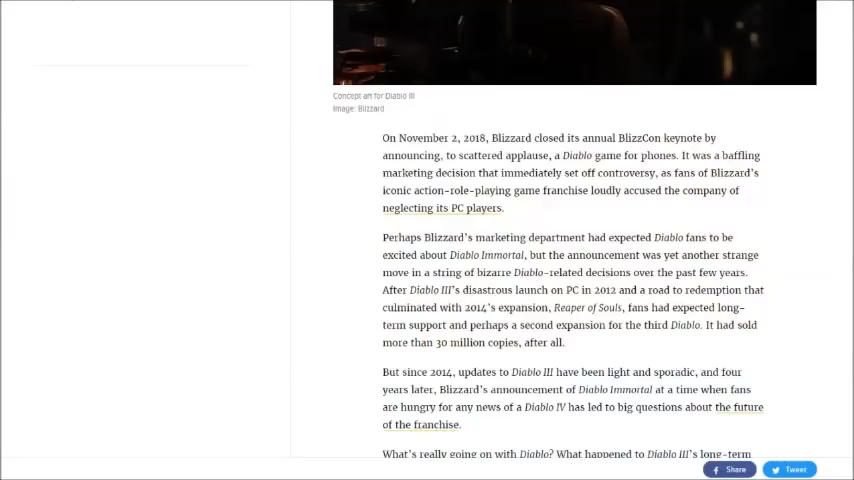 Concept art for Diablo III
Image: Blizzard
On November 2, 2018, Blizzard closed its annual BlizzCon keynote by
announcing, to scattered applause, a Diablo game for phones. It was a baffling
marketing decision that immediately set off controversy, as fans of Blizzard's
iconic action-role-playing game franchise loudly accused the company of
neglecting its PC players.
Perhaps Blizzard's marketing department had expected Diablo fans to be
excited about Diablo Immortal, but the announcement was yet another strange
move in a string of bizarre Diablo-related decisions over the past few years.
After Diablo III's disastrous launch on PC in 2012 and a road to redemption that
culminated with 2014's expansion, Reaper of Souls, fans had expected long-
term support and perhaps a second expansion for the third Diablo. It had sold
more than 30 million copies, after all.
But since 2014, updates to Diablo III have been light and sporadic, and four
years later, Blizzard's announcement of Diablo Immortal at a time when fans
are hungry for any news of a Diablo IV has led to big questions about the future
of the franchise.
What's really going on with Diablo? What happened to Diablo III's long-term
Share
Tweet